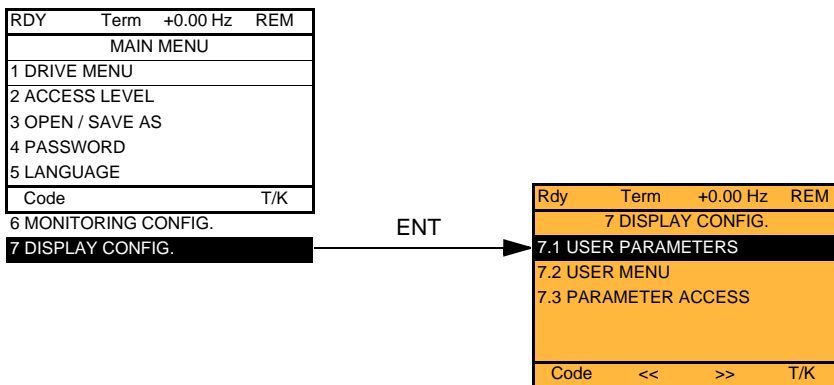 RDY Term +0.00 Hz REM
MAIN MENU
1 DRIVE MENU
2 ACCESS LEVEL
3 OPEN / SAVE AS
4 PASSWORD
5 LANGUAGE
Code T/K
6 MONITORING CONFIG.
7 DISPLAY CONFIG.
ENT
Rdy Term +0.00 Hz REM
7 DISPLAY CONFIG.
7.1 USER PARAMETERS
7.2 USER MENU
7.3 PARAMETER ACCESS
Code << >> T/K